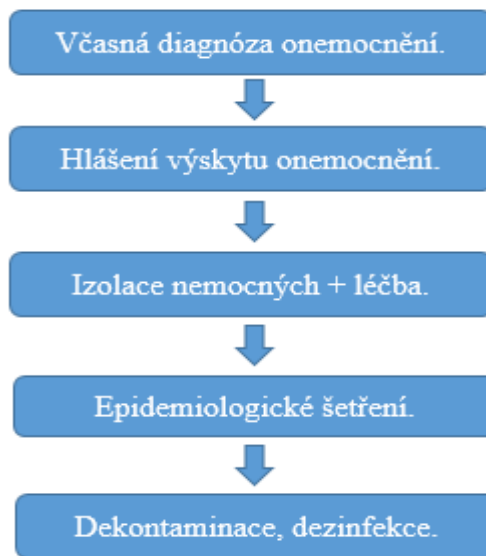 Včasná diagnóza onemocnění.
Hlášení výskytu onemocnění.
Izolace nemocných + léčba.
Epidemiologické šetření.
Dekontaminace, dezinfekce.